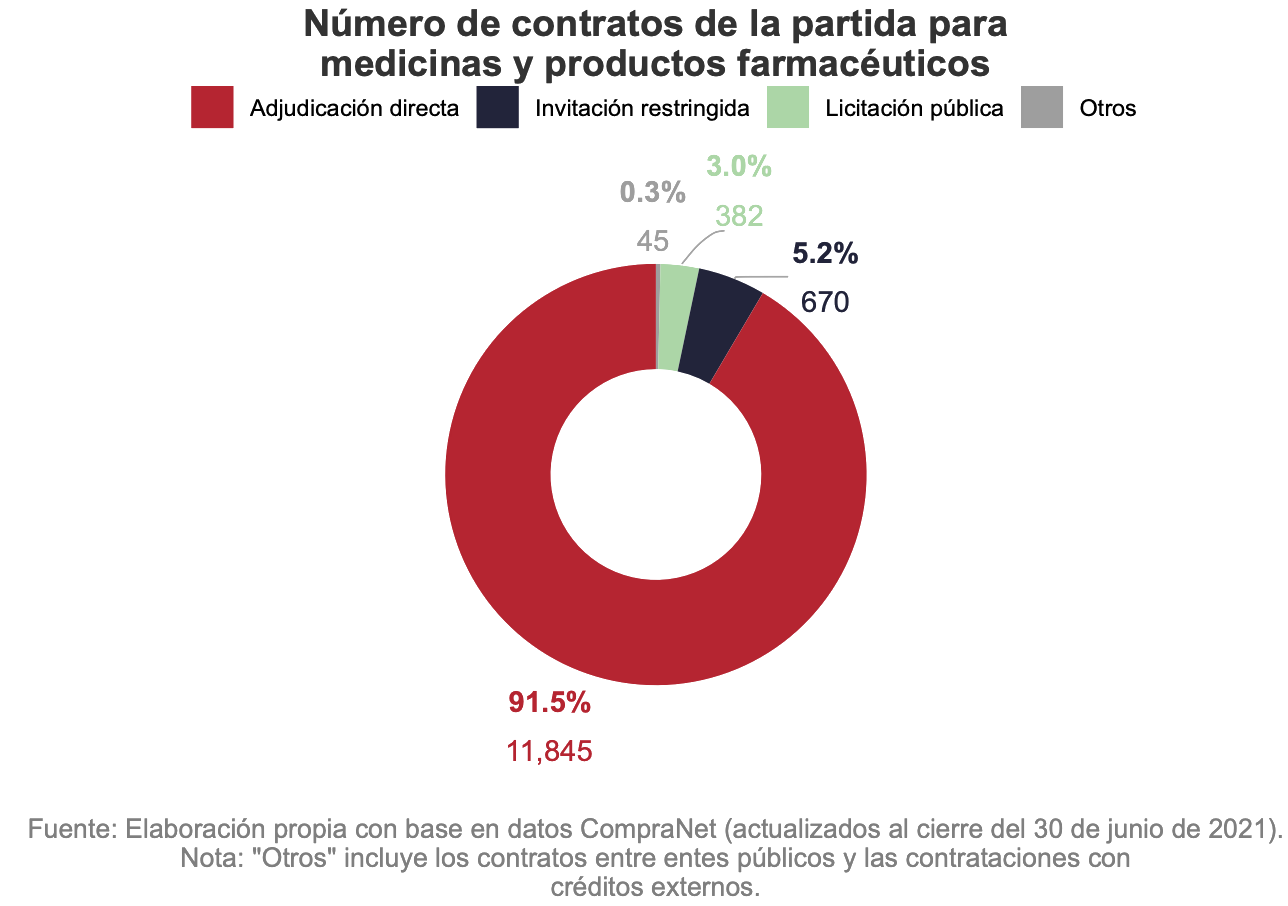 Número de contratos de la partida para
medicinas y productos farmacéuticos
Adjudicación directa Invitación restringida Licitación pública Otros
3.0%
0.3%
382
45
5.2%
670
91.5%
11,845
Fuente: Elaboración propia con base en datos CompraNet (actualizados al cierre del 30 de junio de 2021).
Nota: "Otros" incluye los contratos entre entes públicos y las contrataciones con
créditos externos.